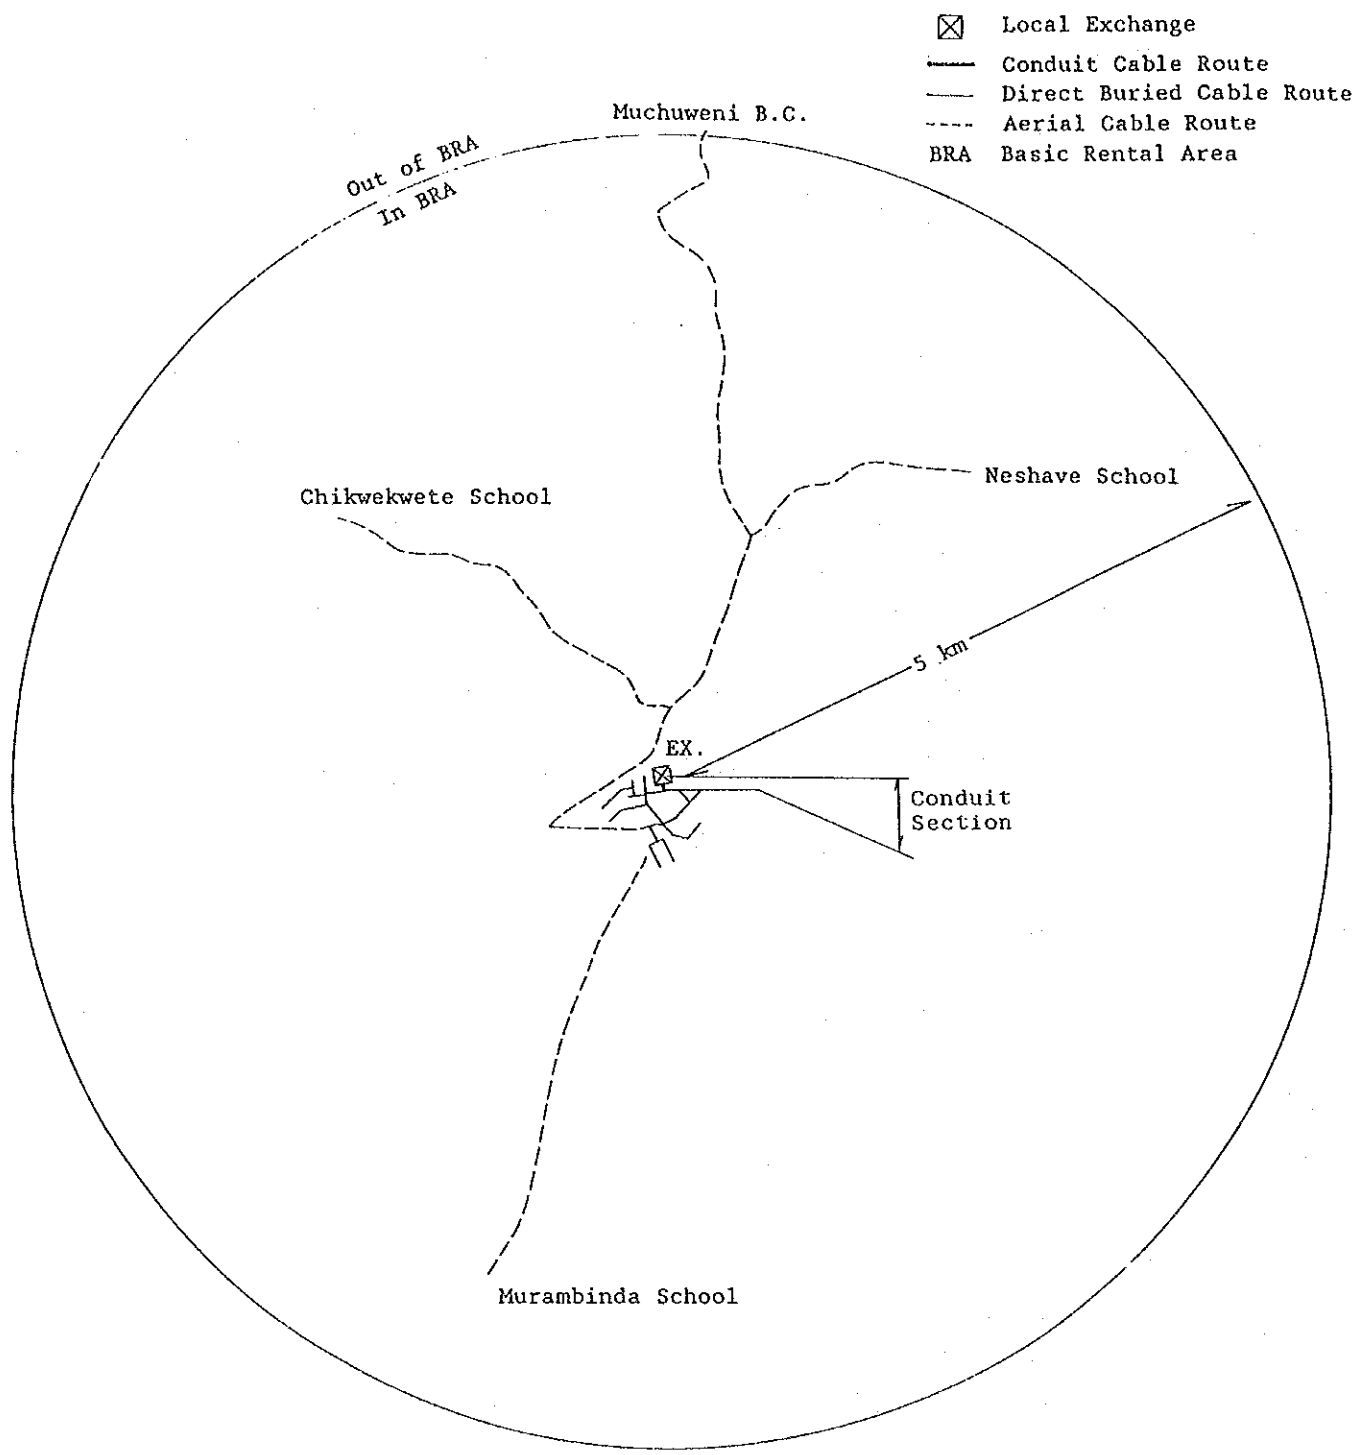 Local Exchange
Conduit Cable Route
Direct Buried Cable Route
Aerial Cable Route
BRA Basic Rental Area
Muchuweni B.C.
Out of BRA
In BRA
Neshave School
Chikwekwete School
5 km
EX.
Conduit
Section
Murambinda School